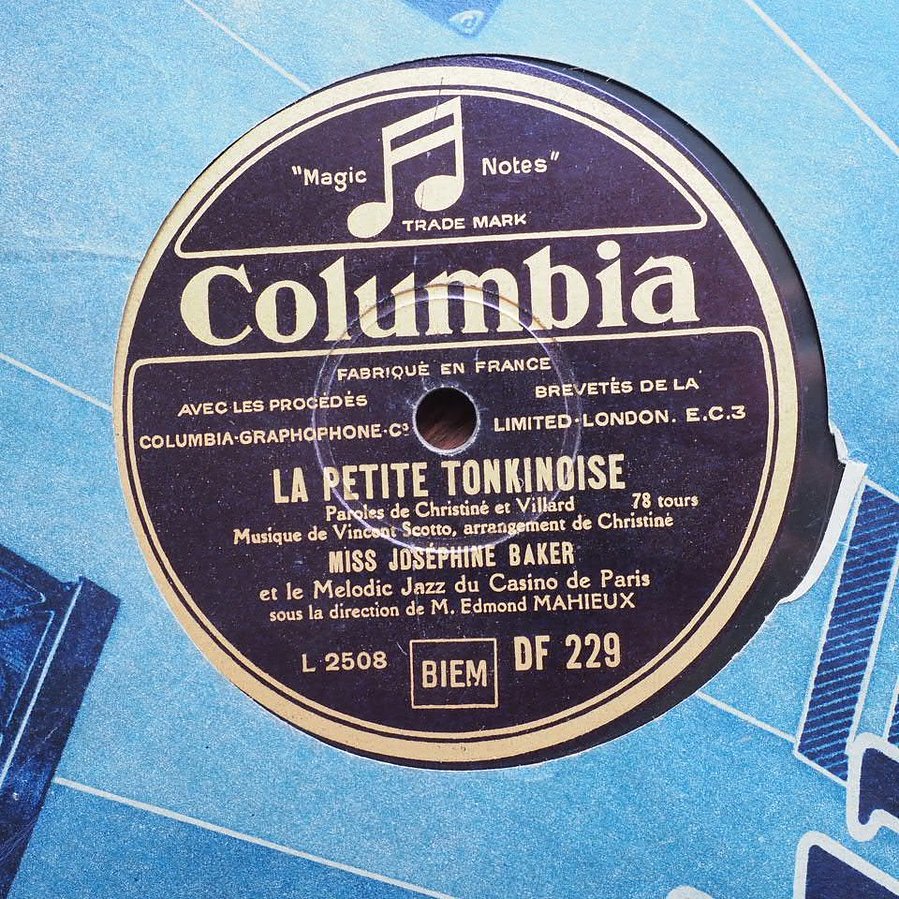 "Magic Notes"
TRADE MARK
Columbia
FABRIQUÉ EN FRANCE
AVEC LES PROCÉDÉS BREVETÉS DE LA
COLUMBIA·GRAPHOPHONE·Cº LIMITED·LONDON. E.C.3
LA PETITE TONKINOISE
Paroles de Christiné et Villard 78 tours
Musique de Vincent Scotto, arrangement de Christiné
MISS JOSÉPHINE BAKER
et le Melodic Jazz du Casino de Paris
sous la direction de M. Edmond MAHIEUX
L 2508 BIEM DF 229